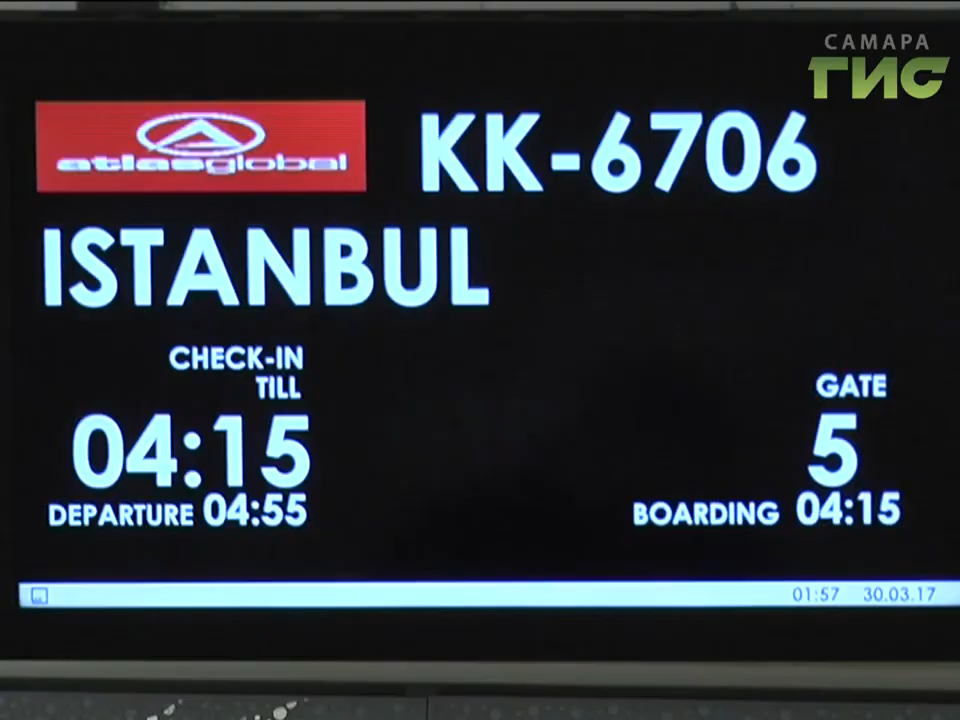 САМАРА
ГИС
atlasglobal
KK-6706
ISTANBUL
CHECK-IN
TILL
04:15
DEPARTURE 04:55
GATE
5
BOARDING 04:15
01:57 30.03.17